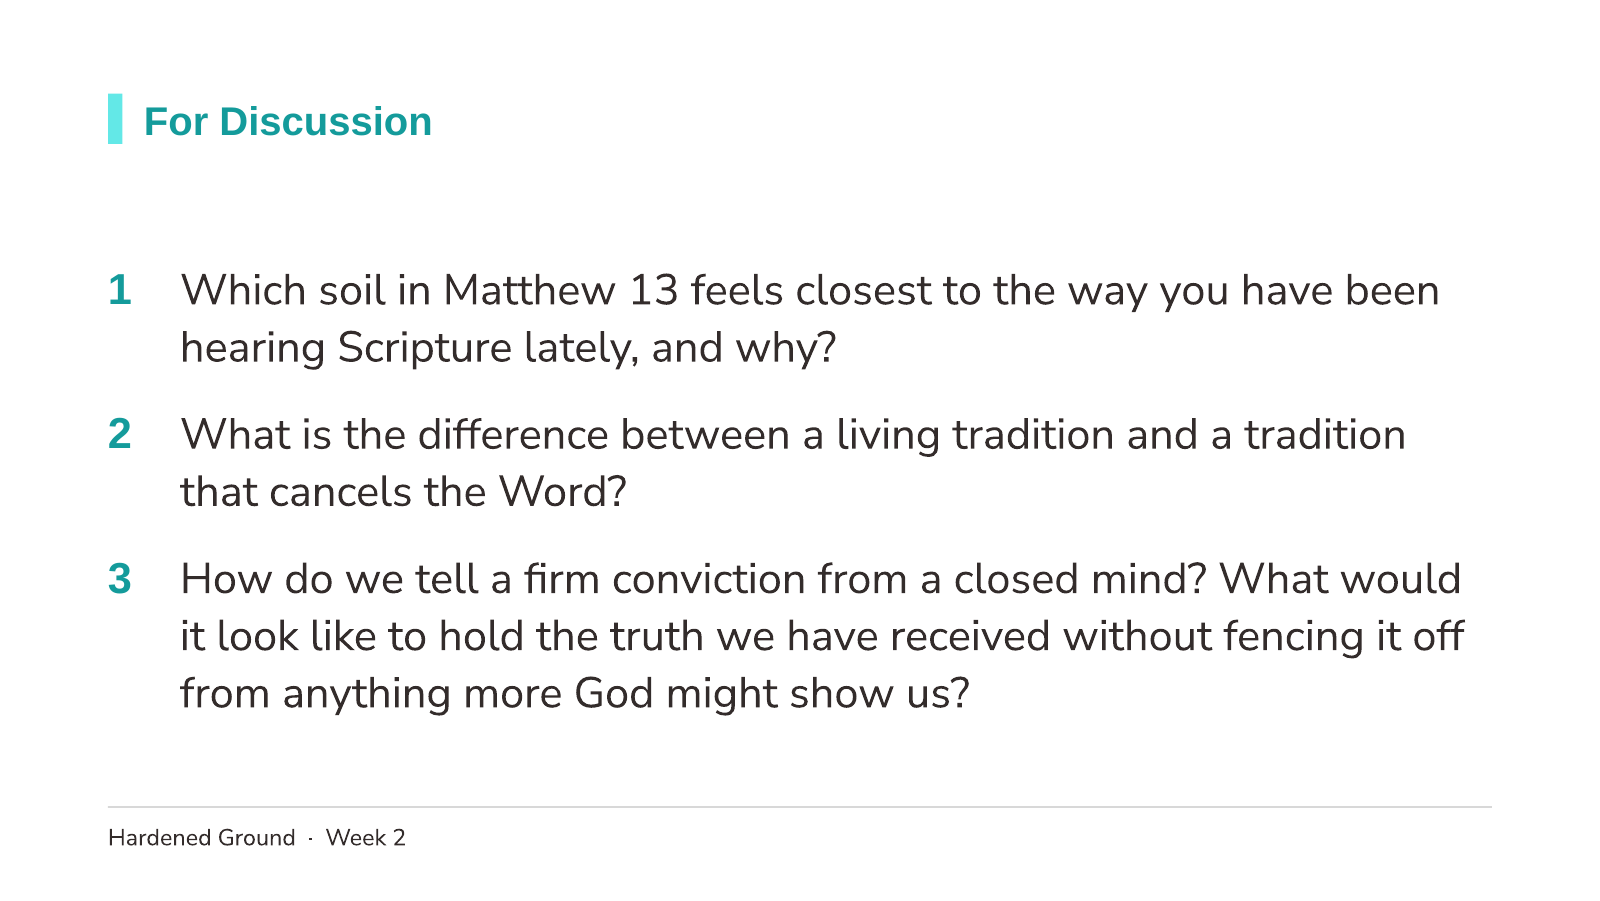 For Discussion
1 Which soil in Matthew 13 feels closest to the way you have been
hearing Scripture lately, and why?
2 What is the difference between a living tradition and a tradition
that cancels the Word?
3 How do we tell a firm conviction from a closed mind? What would
it look like to hold the truth we have received without fencing it off
from anything more God might show us?
Hardened Ground · Week 2